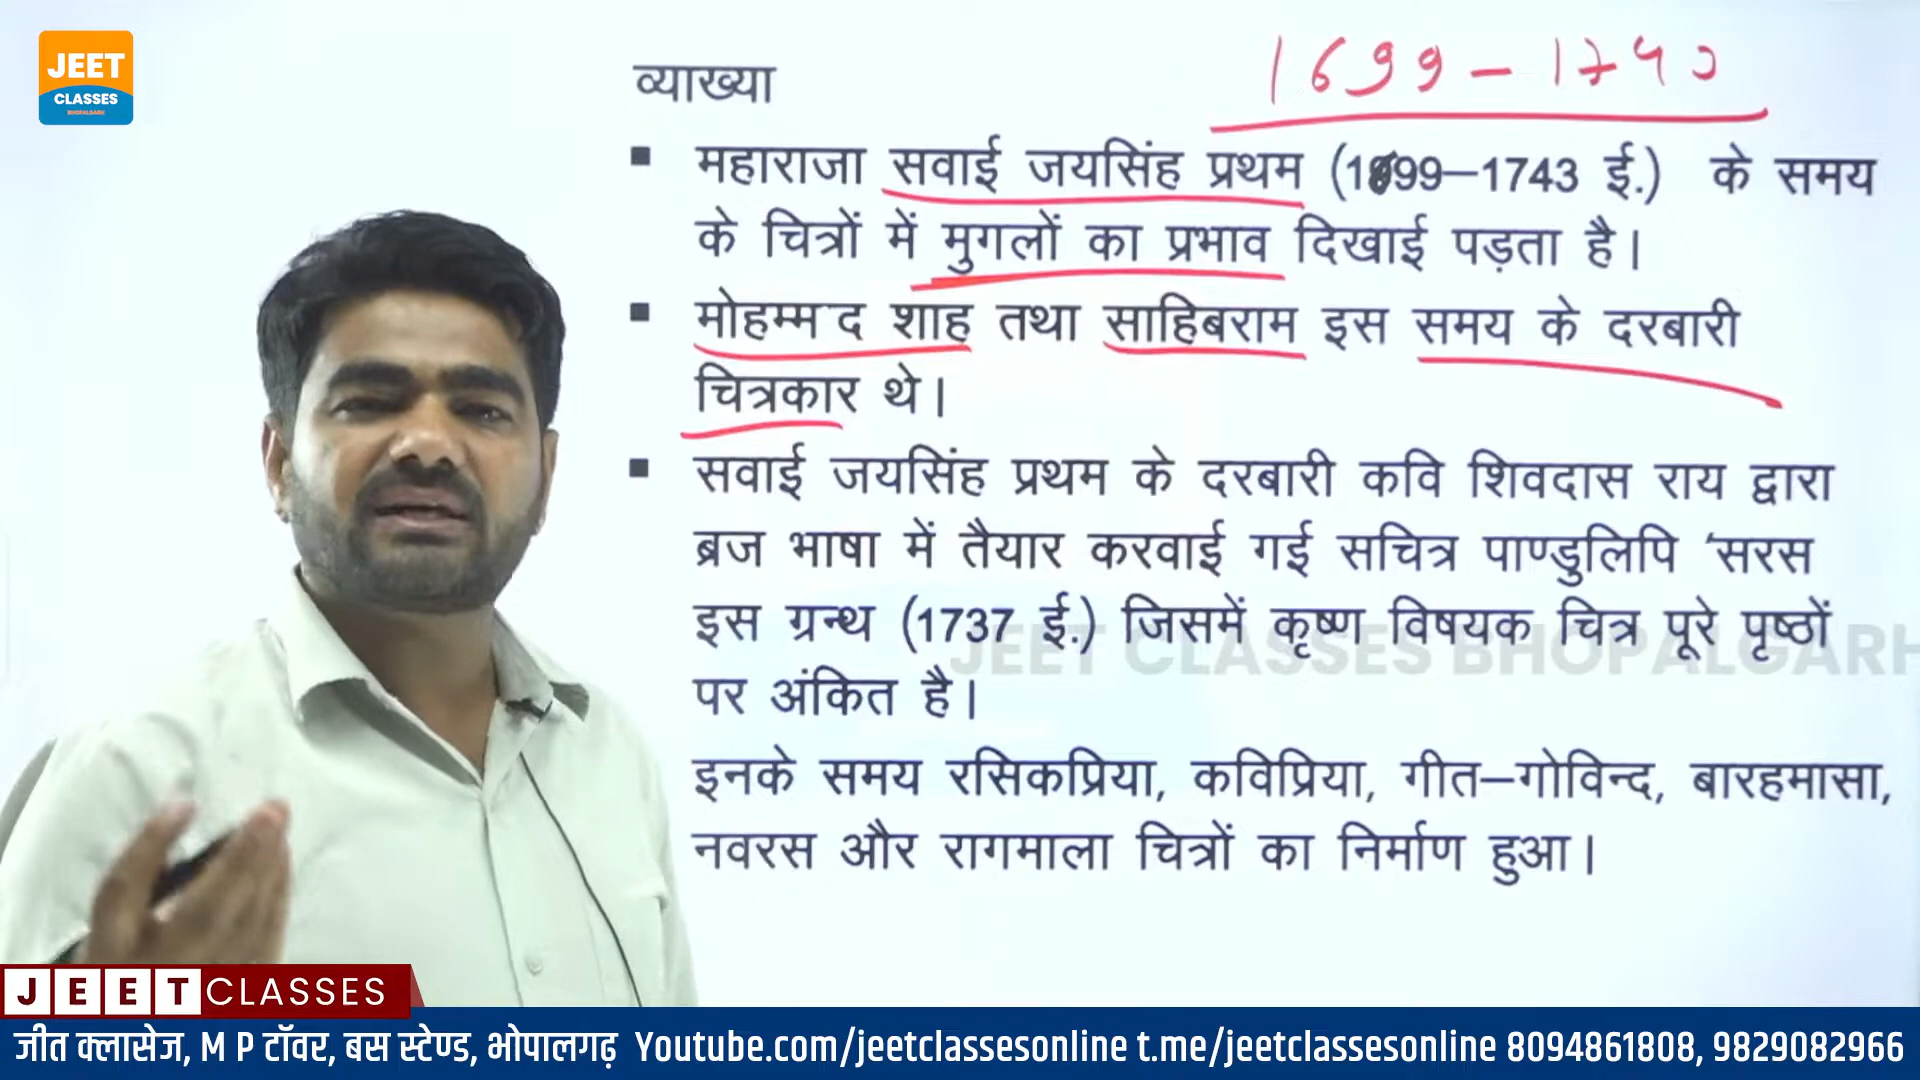 JEET
CLASSES
BHOPALGARH
1699-1743
व्याख्या
▪ महाराजा सवाई जयसिंह प्रथम (1699–1743 ई.) के समय
के चित्रों में मुगलों का प्रभाव दिखाई पड़ता है।
▪ मोहम्मद शाह तथा साहिबराम इस समय के दरबारी
चित्रकार थे।
▪ सवाई जयसिंह प्रथम के दरबारी कवि शिवदास राय द्वारा
ब्रज भाषा में तैयार करवाई गई सचित्र पाण्डुलिपि ‘सरस
इस ग्रन्थ (1737 ई.) जिसमें कृष्ण विषयक चित्र पूरे पृष्ठों
पर अंकित है।
JEET CLASSES BHOPALGARH
इनके समय रसिकप्रिया, कविप्रिया, गीत–गोविन्द, बारहमासा,
नवरस और रागमाला चित्रों का निर्माण हुआ।
JEET CLASSES
जीत क्लासेज, M P टॉवर, बस स्टेण्ड, भोपालगढ़ Youtube.com/jeetclassesonline t.me/jeetclassesonline 8094861808, 9829082966